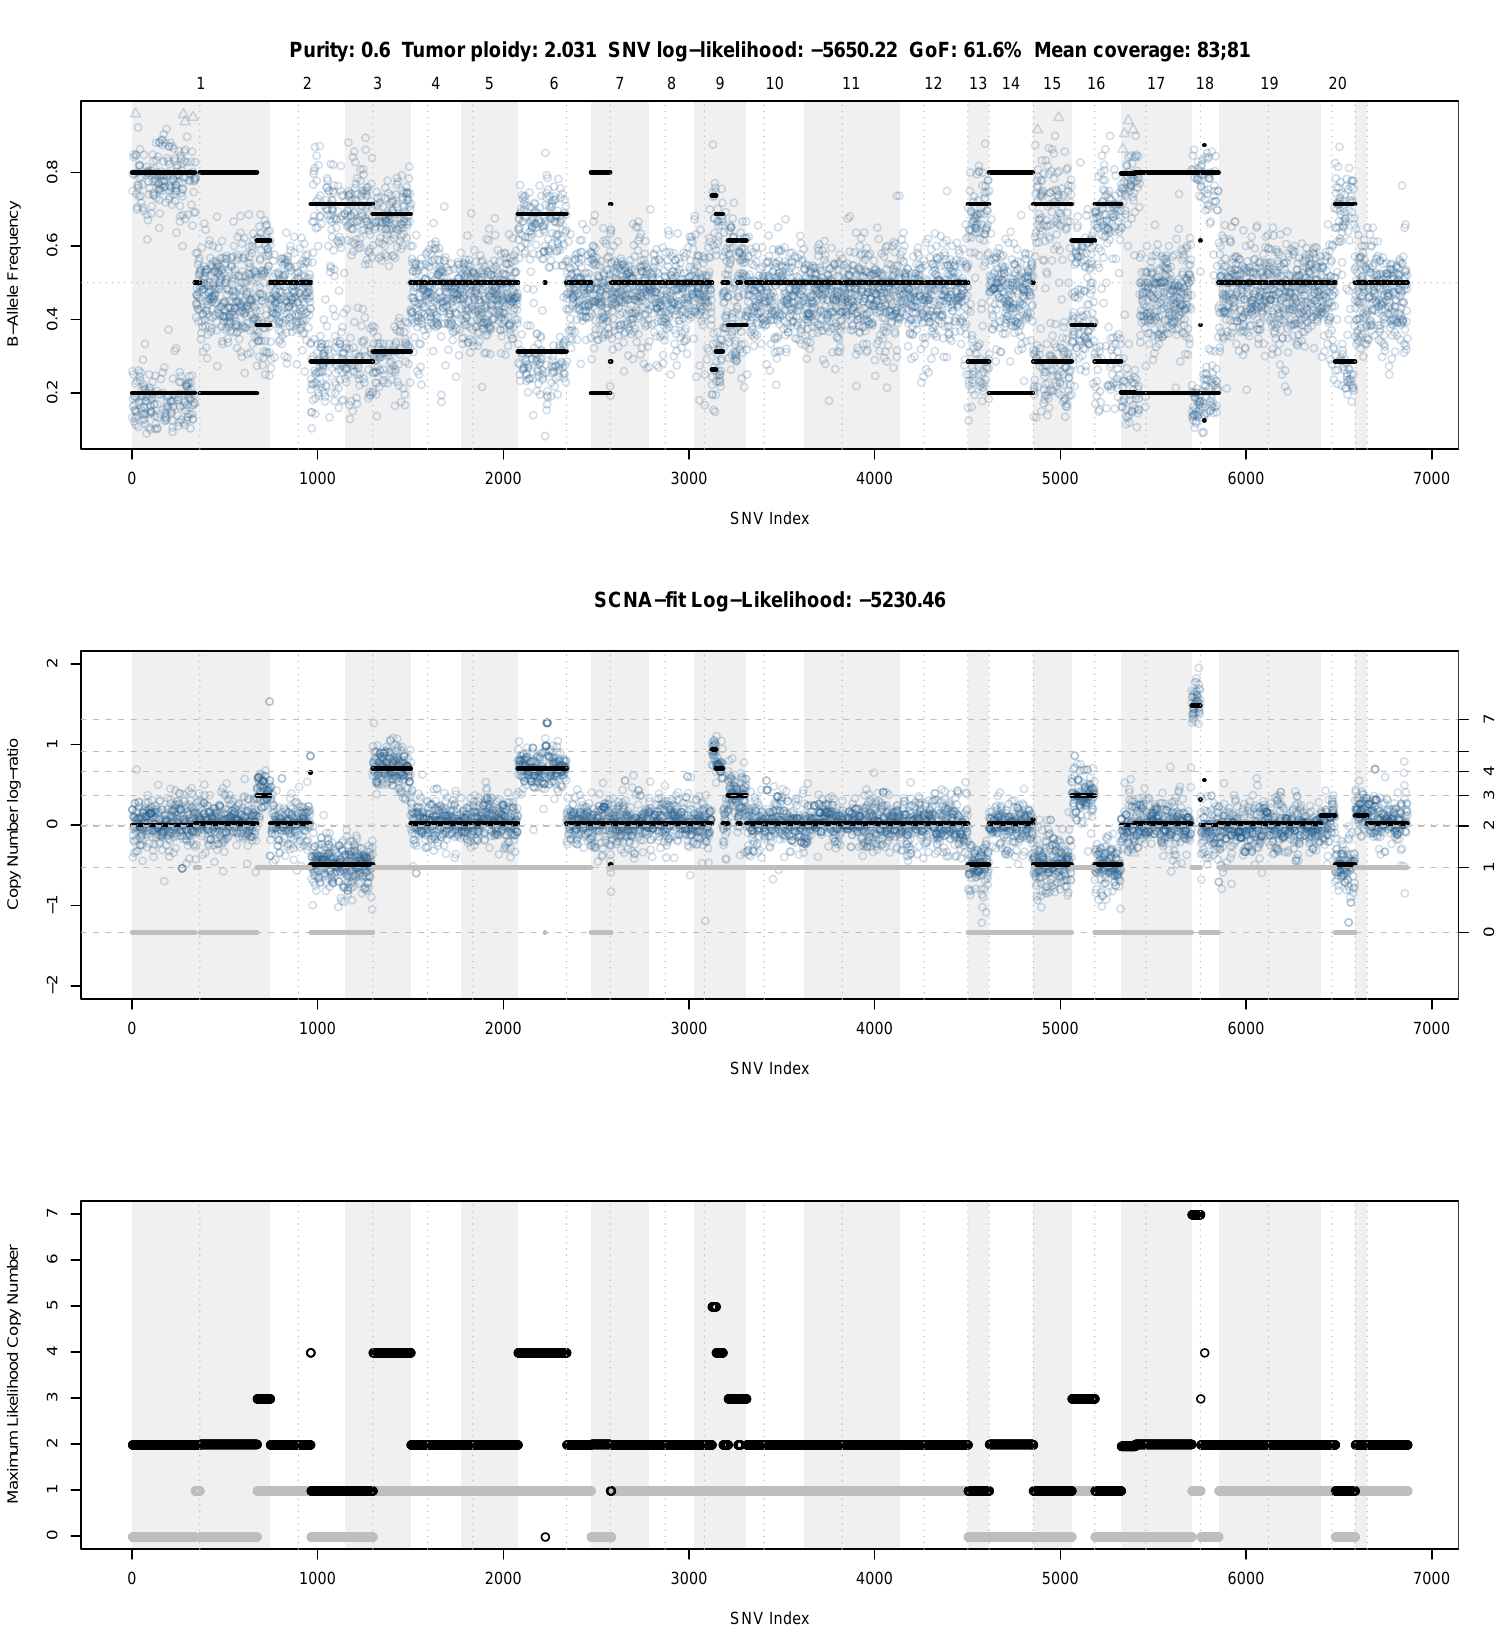 Purity: 0.6 Tumor ploidy: 2.031 SNV log−likelihood: −5650.22 GoF: 61.6% Mean coverage: 83;81
1 2 3 4 5 6 7 8 9 10 11 12 13 14 15 16 17 18 19 20
B−Allele Frequency
0.8
0.6
0.4
0.2
0 1000 2000 3000 4000 5000 6000 7000
SNV Index
SCNA−fit Log−Likelihood: −5230.46
Copy Number log−ratio
2
1
0
−1
−2
7
4
3
2
1
0
0 1000 2000 3000 4000 5000 6000 7000
SNV Index
Maximum Likelihood Copy Number
7
6
5
4
3
2
1
0
0 1000 2000 3000 4000 5000 6000 7000
SNV Index